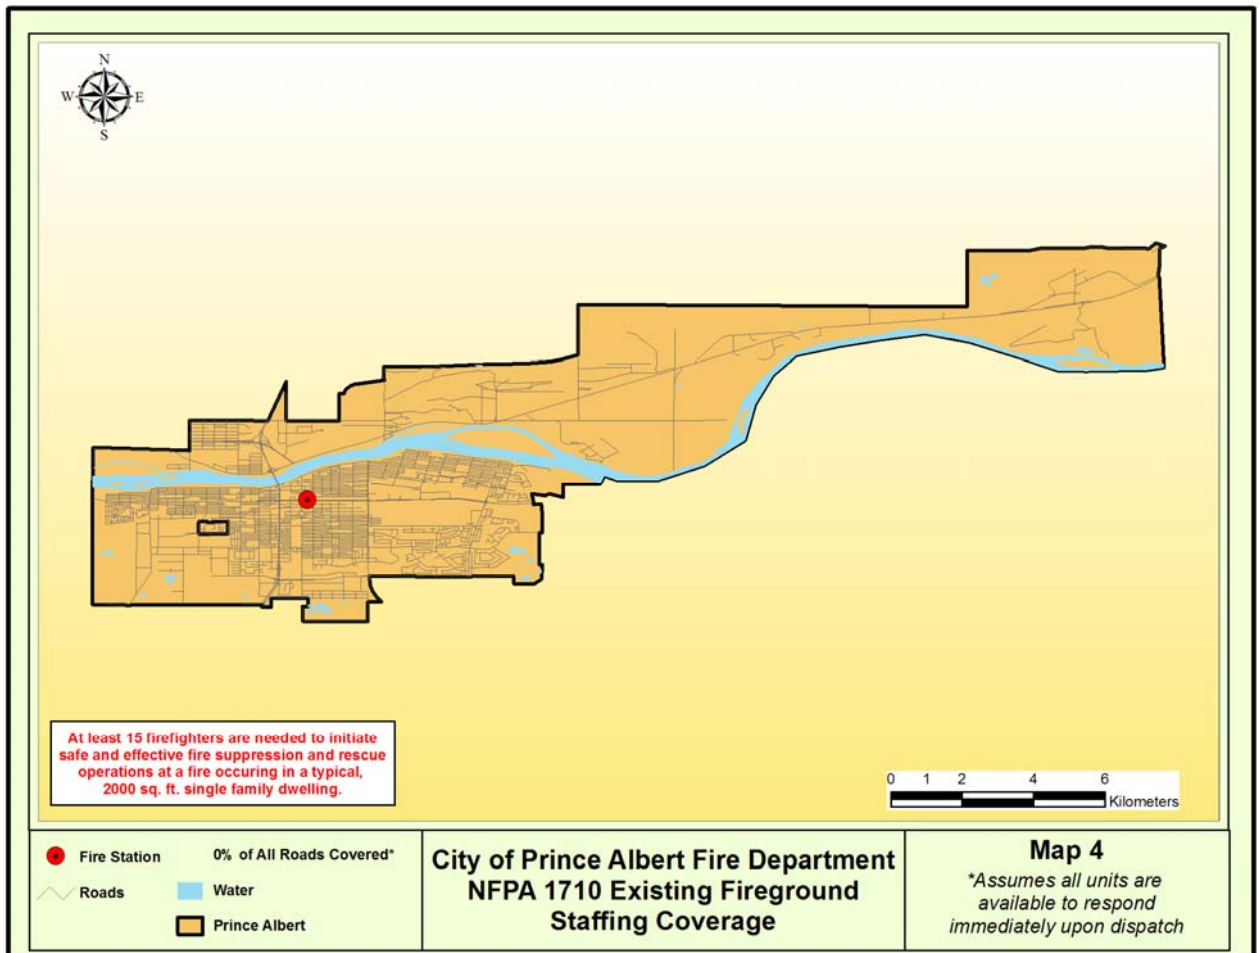 N
W E
S
At least 15 firefighters are needed to initiate
safe and effective fire suppression and rescue
operations at a fire occuring in a typical,
2000 sq. ft. single family dwelling.
0 1 2 4 6
Kilometers
Fire Station
0% of All Roads Covered*
Roads
Water
Prince Albert
City of Prince Albert Fire Department
NFPA 1710 Existing Fireground
Staffing Coverage
Map 4
*Assumes all units are
available to respond
immediately upon dispatch